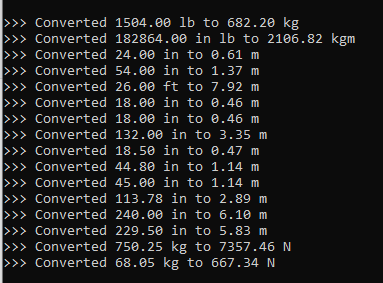 >>> Converted 1504.00 lb to 682.20 kg
>>> Converted 182864.00 in lb to 2106.82 kgm
>>> Converted 24.00 in to 0.61 m
>>> Converted 54.00 in to 1.37 m
>>> Converted 26.00 ft to 7.92 m
>>> Converted 18.00 in to 0.46 m
>>> Converted 18.00 in to 0.46 m
>>> Converted 132.00 in to 3.35 m
>>> Converted 18.50 in to 0.47 m
>>> Converted 44.80 in to 1.14 m
>>> Converted 45.00 in to 1.14 m
>>> Converted 113.78 in to 2.89 m
>>> Converted 240.00 in to 6.10 m
>>> Converted 229.50 in to 5.83 m
>>> Converted 750.25 kg to 7357.46 N
>>> Converted 68.05 kg to 667.34 N